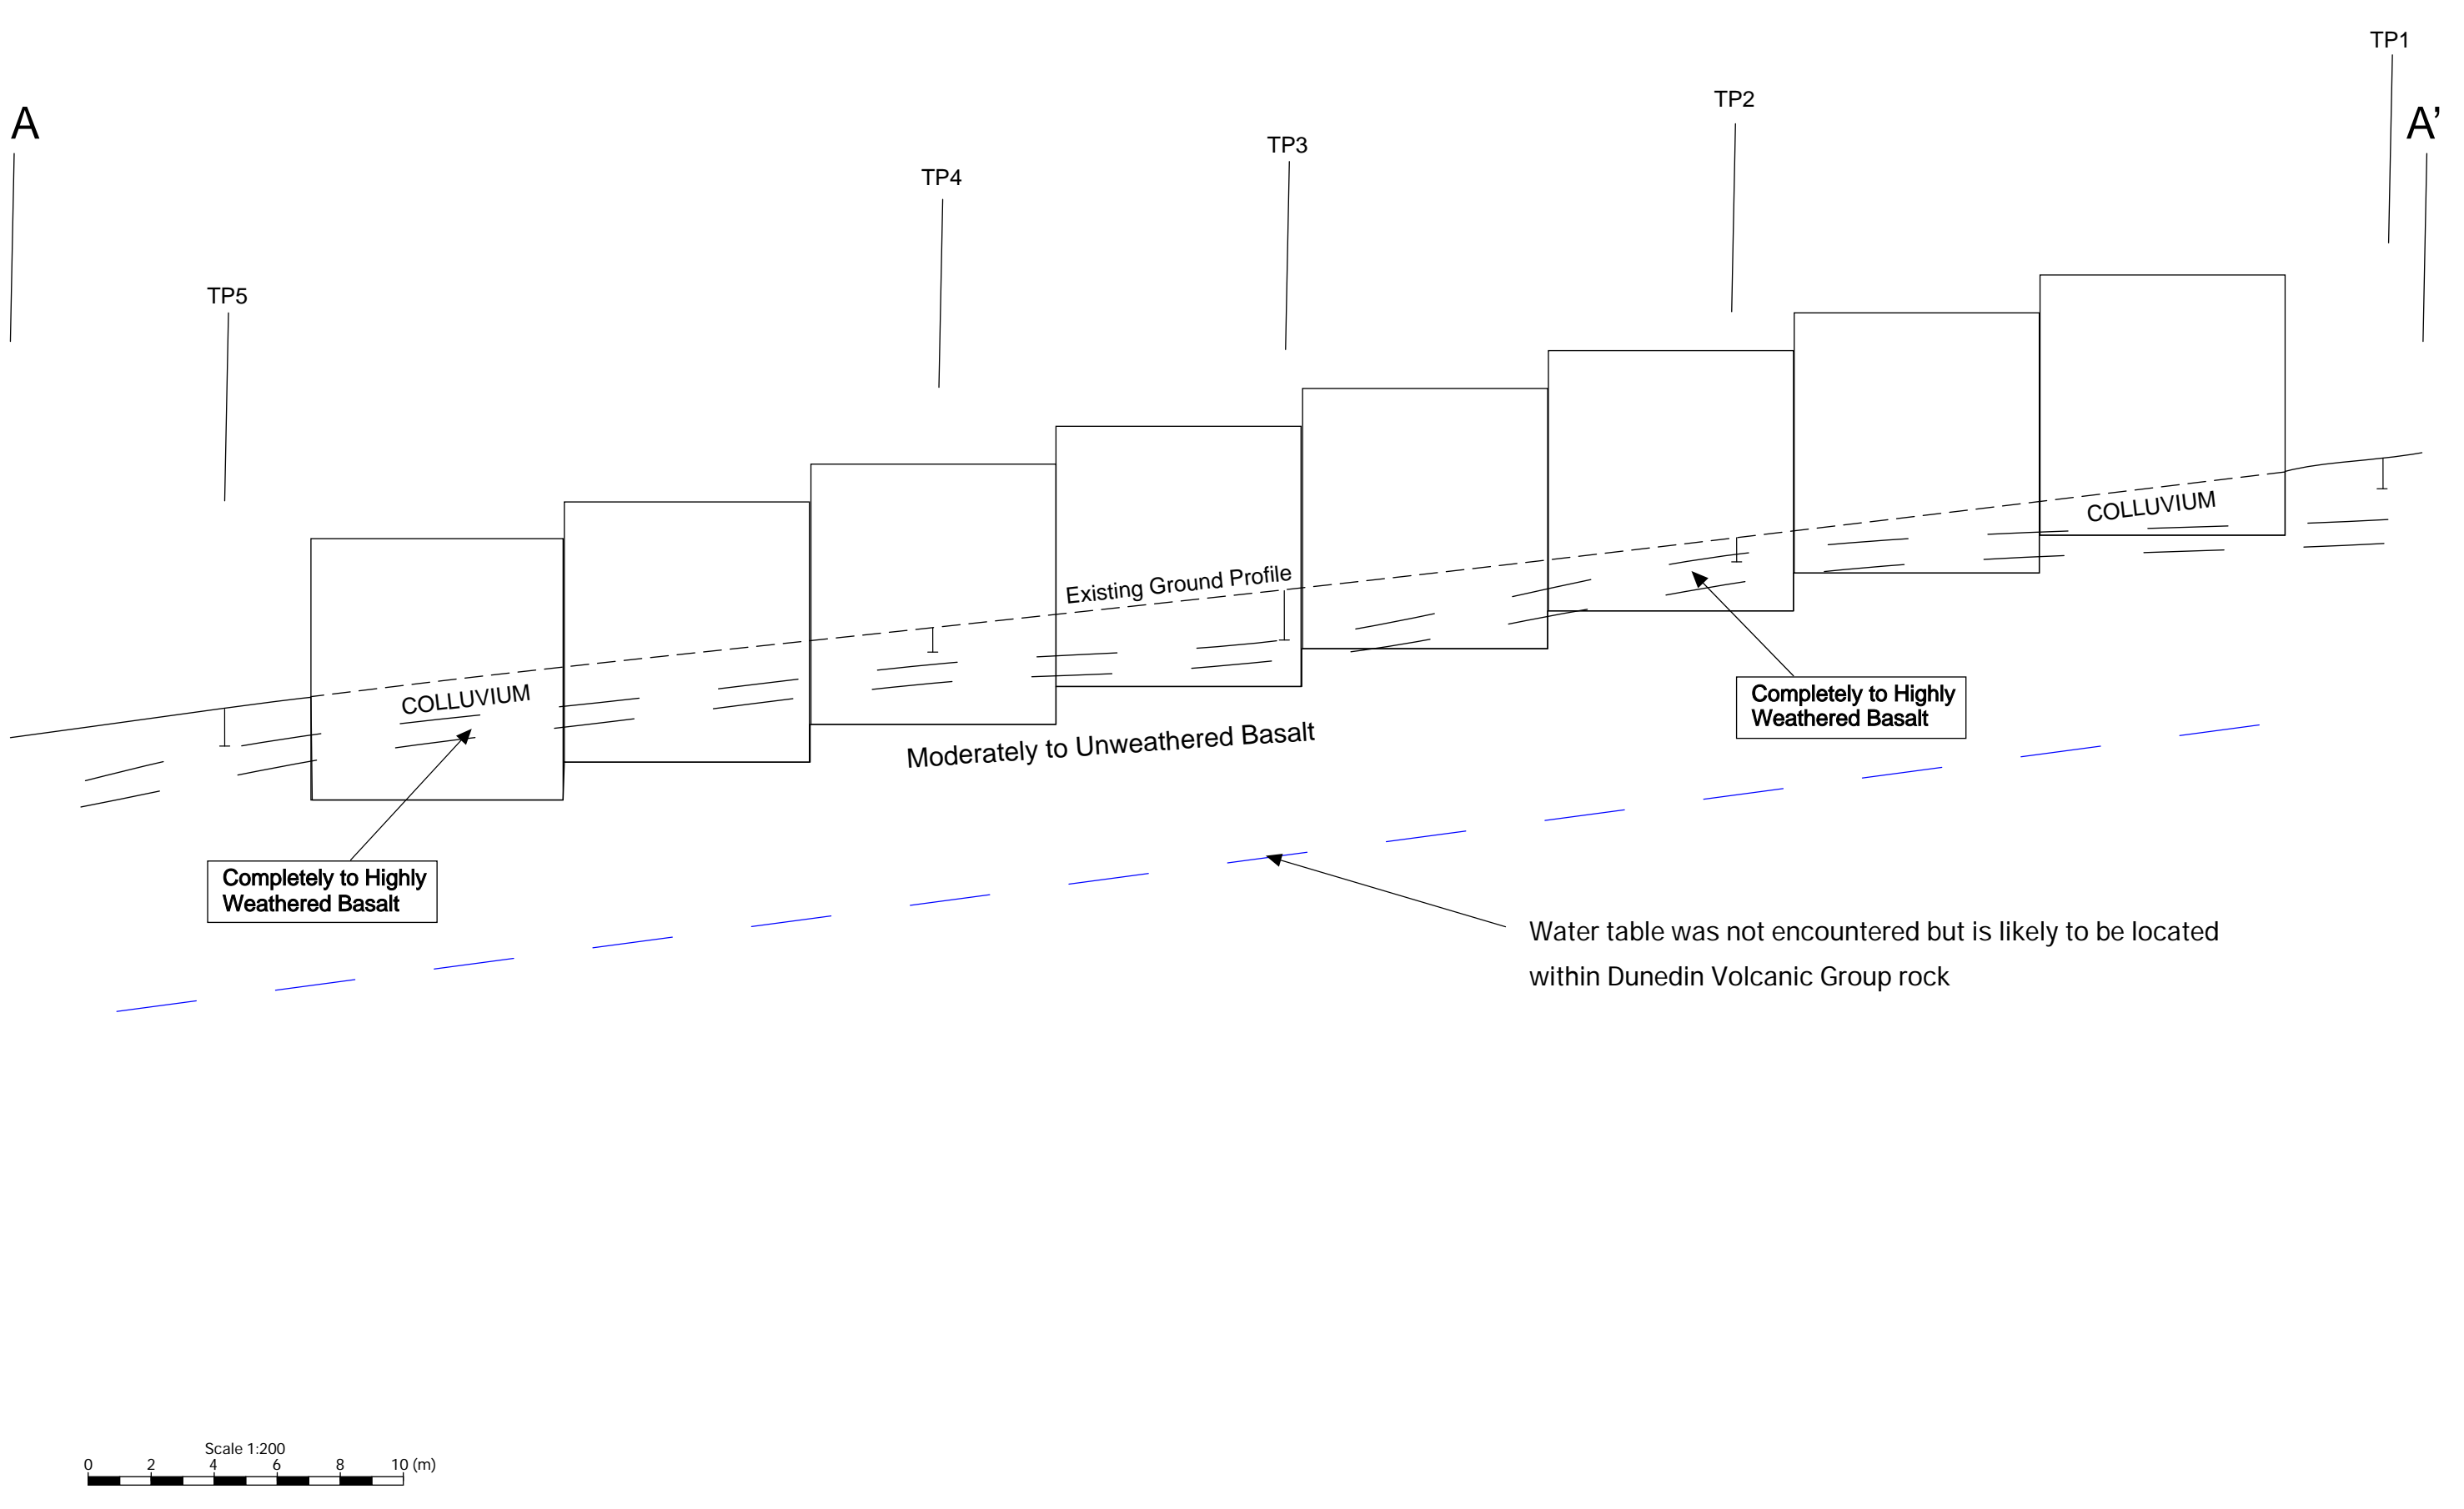 TP1
TP2
A
A’
TP3
TP4
TP5
COLLUVIUM
Existing Ground Profile
COLLUVIUM
Completely to Highly
Weathered Basalt
Moderately to Unweathered Basalt
Completely to Highly
Weathered Basalt
Water table was not encountered but is likely to be located
within Dunedin Volcanic Group rock
Scale 1:200
0 2 4 6 8 10 (m)